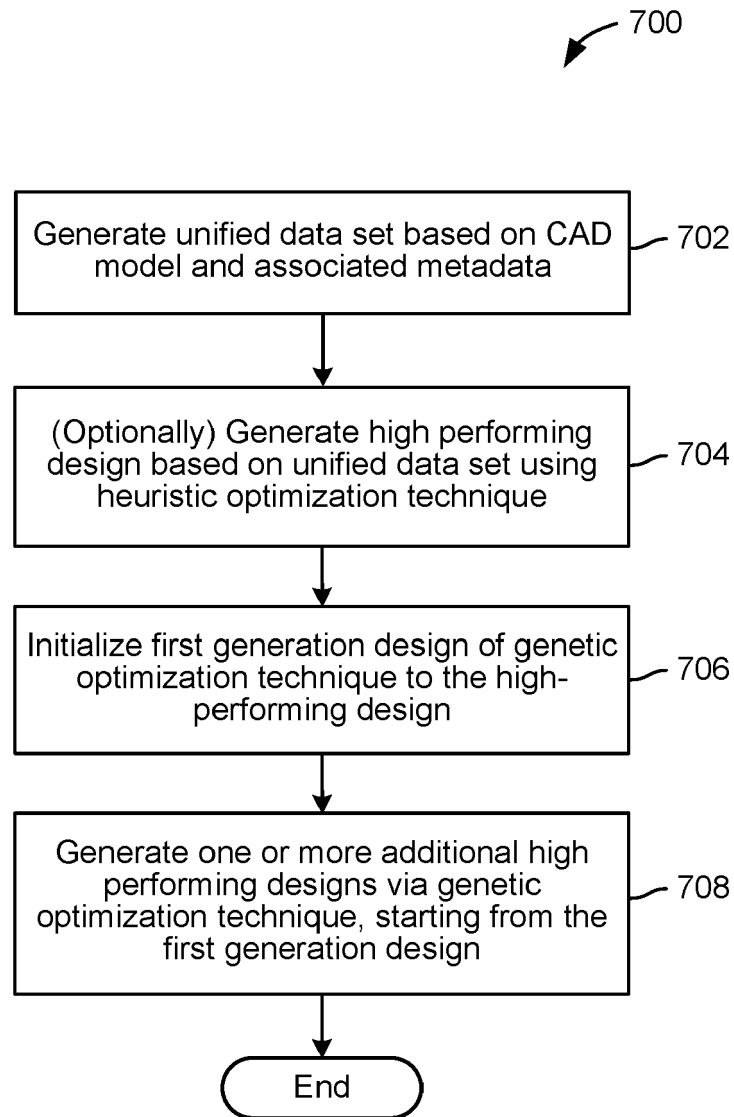 700
Generate unified data set based on CAD
model and associated metadata
702
(Optionally) Generate high performing
design based on unified data set using
heuristic optimization technique
704
Initialize first generation design of genetic
optimization technique to the high-
performing design
706
Generate one or more additional high
performing designs via genetic
optimization technique, starting from the
first generation design
708
End